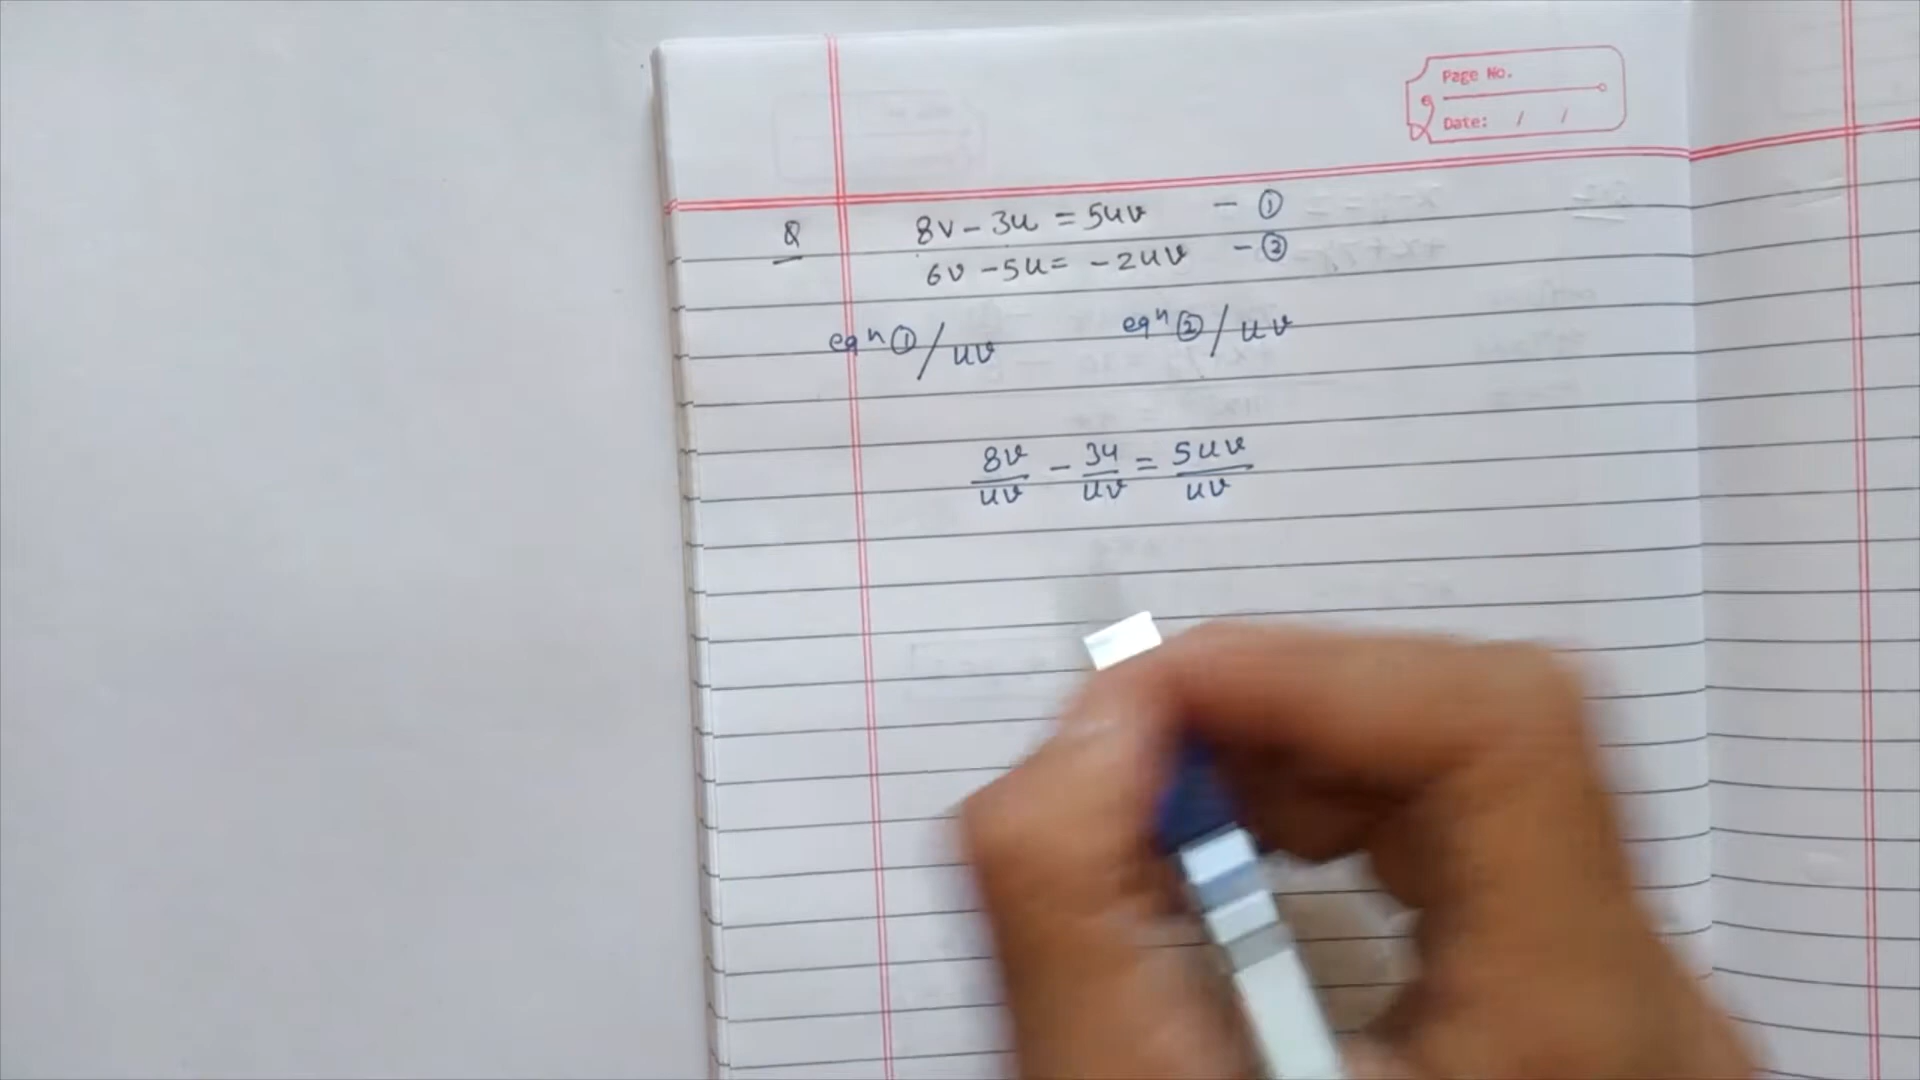 Page No.
Date: / /
Q 8v - 3u = 5uv - ①
6v - 5u = - 2uv - ②
eqⁿ ① / uv eqⁿ ② / uv
8v/uv - 3u/uv = 5uv/uv